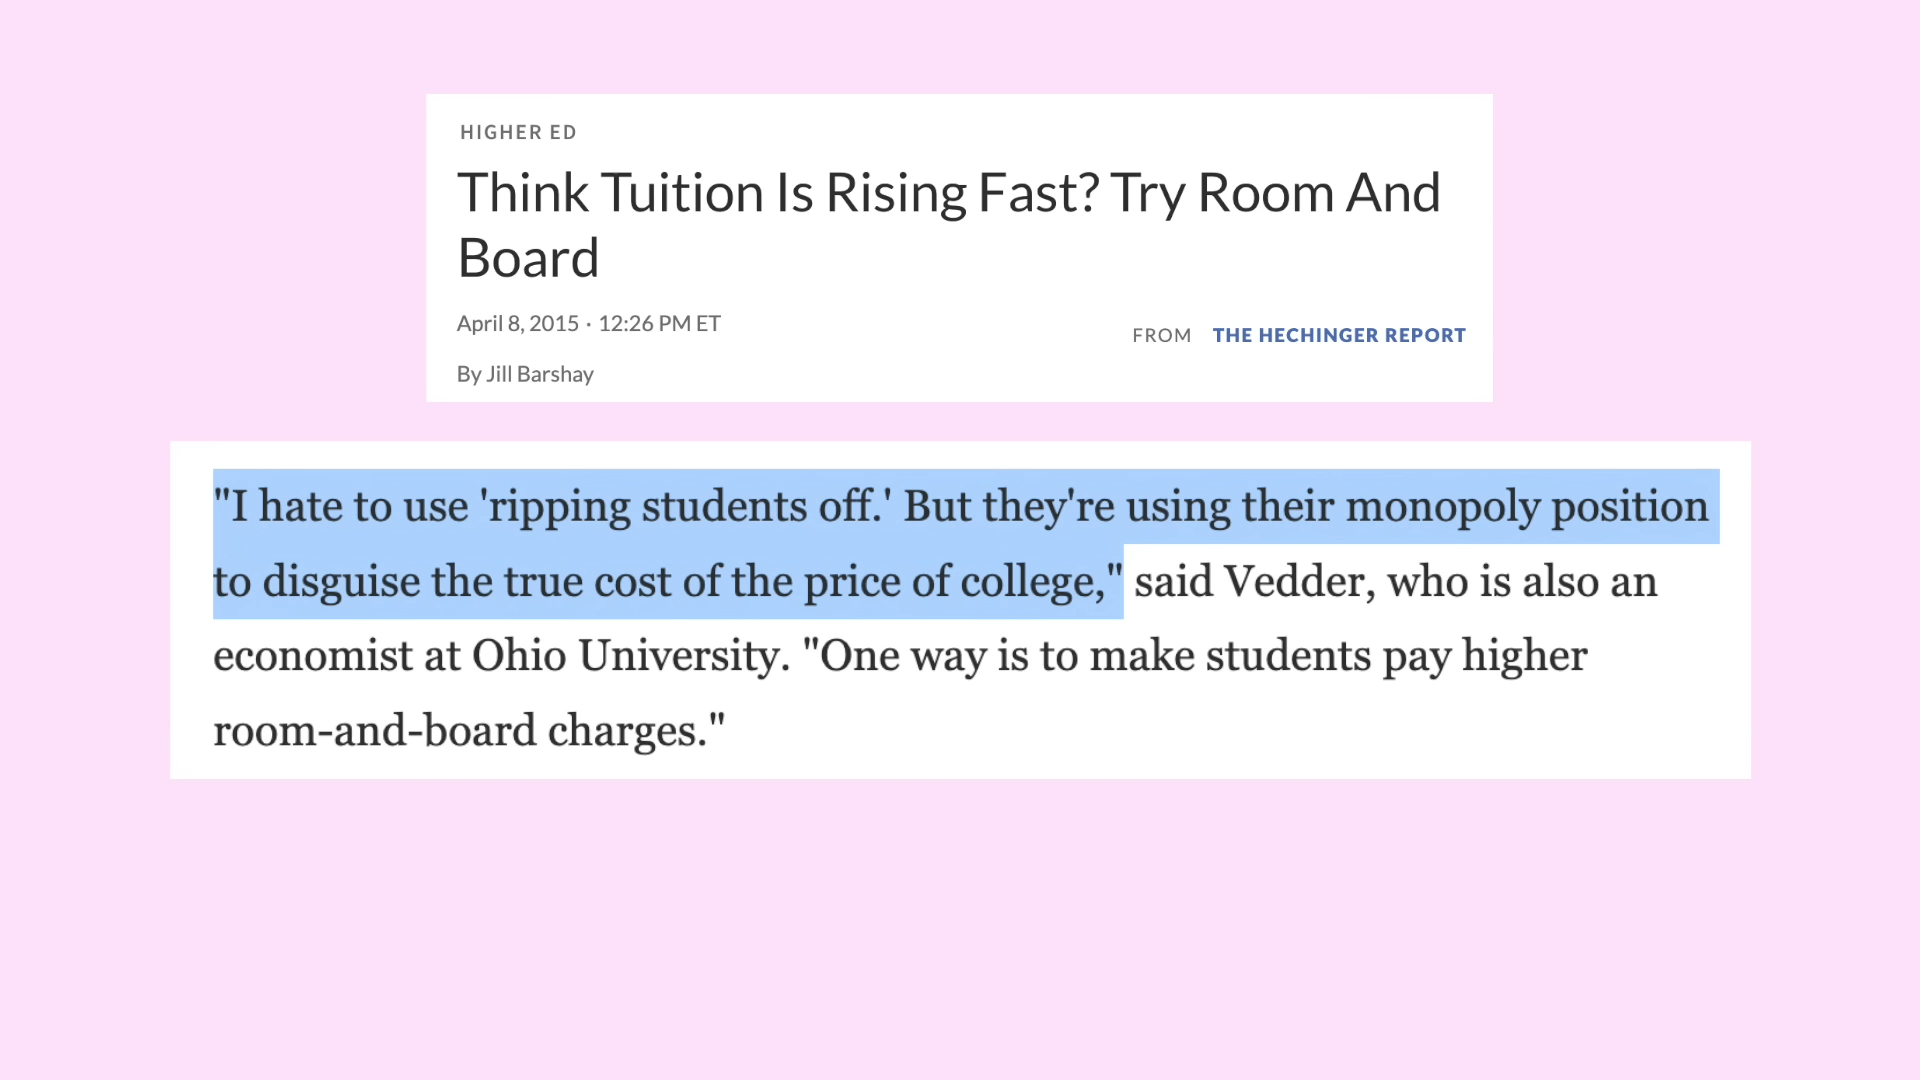 HIGHER ED
Think Tuition Is Rising Fast? Try Room And
Board
April 8, 2015 · 12:26 PM ET
FROM THE HECHINGER REPORT
By Jill Barshay
"I hate to use 'ripping students off.' But they're using their monopoly position
to disguise the true cost of the price of college," said Vedder, who is also an
economist at Ohio University. "One way is to make students pay higher
room-and-board charges."